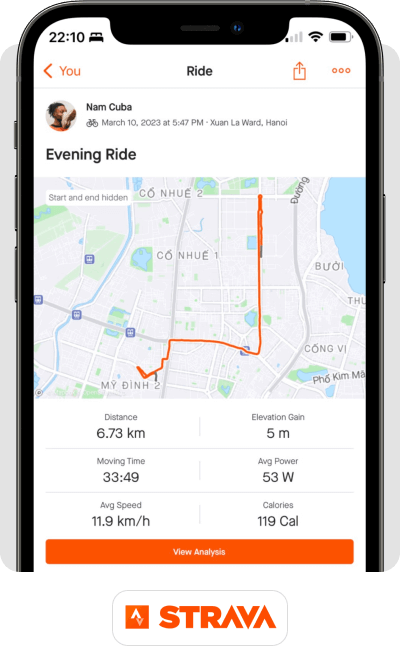 22:10
You
Ride
Nam Cuba
March 10, 2023 at 5:47 PM · Xuan La Ward, Hanoi
Evening Ride
Start and end hidden
CỔ NHUẾ 2
Đường
CỔ NHUẾ 1
BƯỞI
THU
CỐNG VỊ
MỸ ĐÌNH 2
Phố Kim Mã
Distance
Elevation Gain
6.73 km
5 m
Moving Time
Avg Power
33:49
53 W
Avg Speed
Calories
11.9 km/h
119 Cal
View Analysis
STRAVA